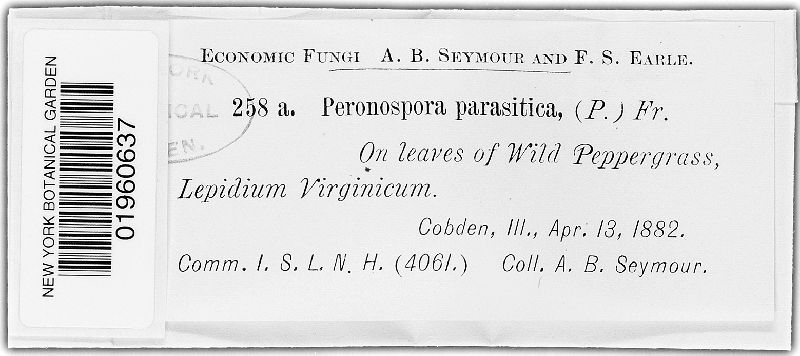 NEW YORK BOTANICAL GARDEN
01960637
ECONOMIC FUNGI A. B. SEYMOUR AND F. S. EARLE.
258 a. Peronospora parasitica, (P.) Fr.
On leaves of Wild Peppergrass,
Lepidium Virginicum.
Cobden, Ill., Apr. 13, 1882.
Comm. I. S. L. N. H. (4061.) Coll. A. B. Seymour.